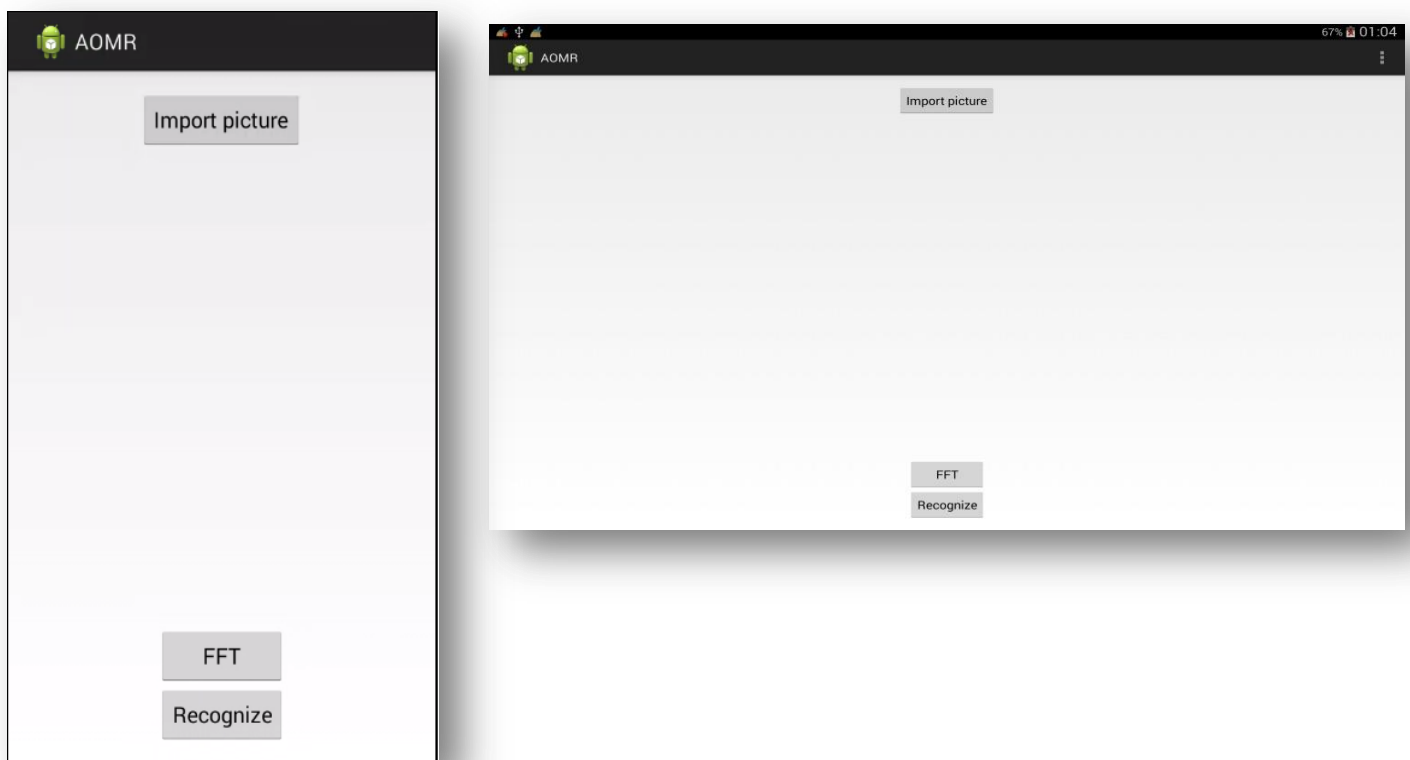 AOMR
Import picture
FFT
Recognize
67% 01:04
AOMR
Import picture
FFT
Recognize